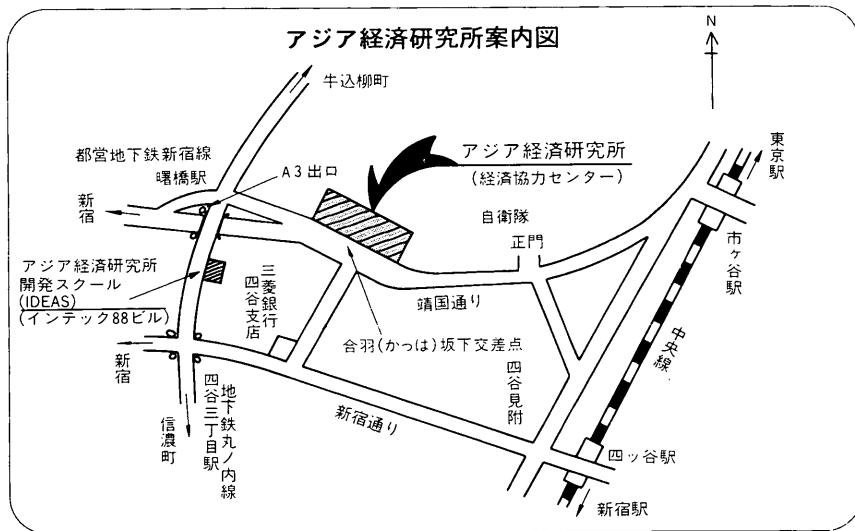 アジア経済研究所案内図
N
牛込柳町
都営地下鉄新宿線
曙橋駅
A3出口
アジア経済研究所
(経済協力センター)
東京駅
新宿
自衛隊
正門
市ヶ谷駅
アジア経済研究所
開発スクール
(IDEAS)
(インテック88ビル)
三菱銀行
四谷支店
靖国通り
中央線
合羽(かっは)坂下交差点
四谷見附
新宿
新宿通り
信濃町
地下鉄丸ノ内線
四谷三丁目駅
四ッ谷駅
新宿駅